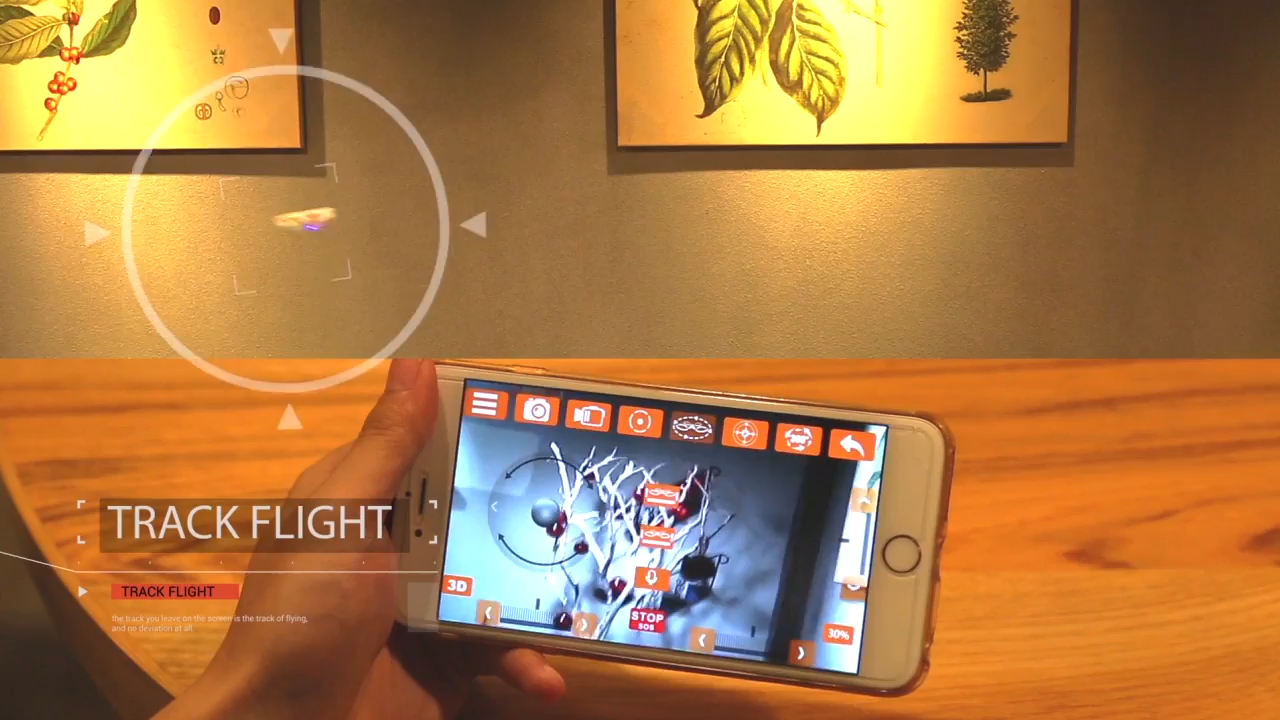 TRACK FLIGHT
TRACK FLIGHT
the track you leave on the screen is the track of flying,
and no deviation at all.
360°
3D
STOP
SOS
30%